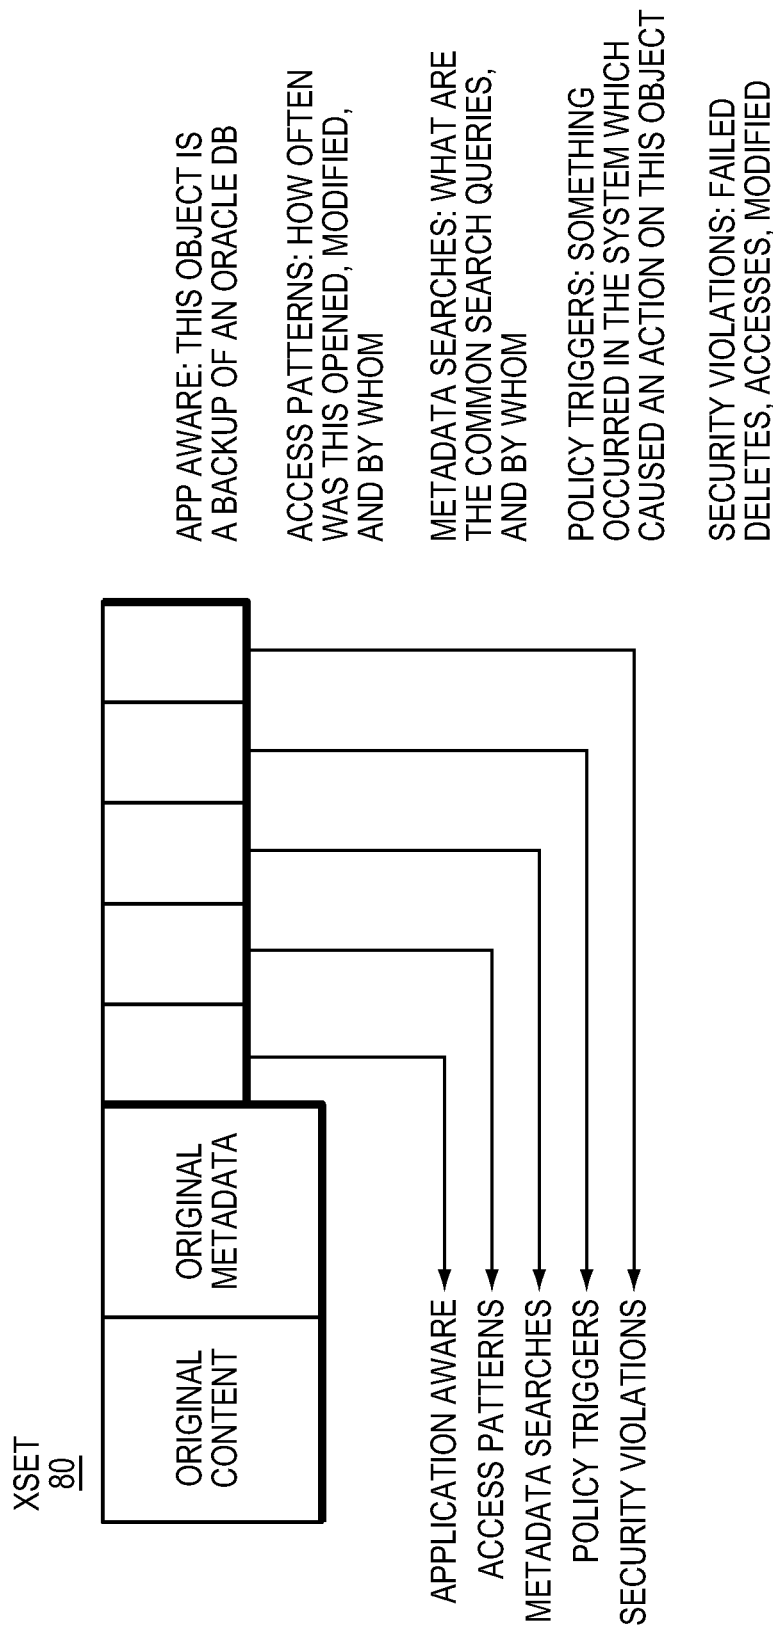 XSET
80
ORIGINAL
CONTENT
ORIGINAL
METADATA
APPLICATION AWARE
ACCESS PATTERNS
METADATA SEARCHES
POLICY TRIGGERS
SECURITY VIOLATIONS
APP AWARE: THIS OBJECT IS
A BACKUP OF AN ORACLE DB
ACCESS PATTERNS: HOW OFTEN
WAS THIS OPENED, MODIFIED,
AND BY WHOM
METADATA SEARCHES: WHAT ARE
THE COMMON SEARCH QUERIES,
AND BY WHOM
POLICY TRIGGERS: SOMETHING
OCCURRED IN THE SYSTEM WHICH
CAUSED AN ACTION ON THIS OBJECT
SECURITY VIOLATIONS: FAILED
DELETES, ACCESSES, MODIFIED